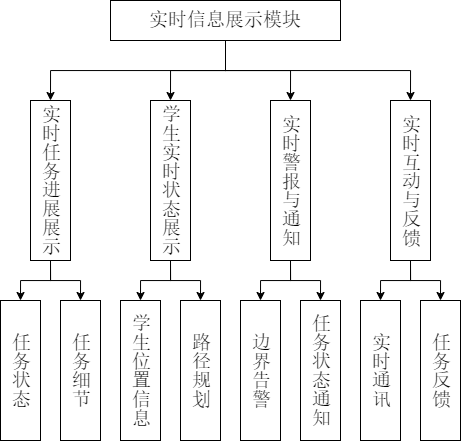 实时信息展示模块
实时任务进展展示
学生实时状态展示
实时警报与通知
实时互动与反馈
任务状态
任务细节
学生位置信息
路径规划
边界告警
任务状态通知
实时通讯
任务反馈